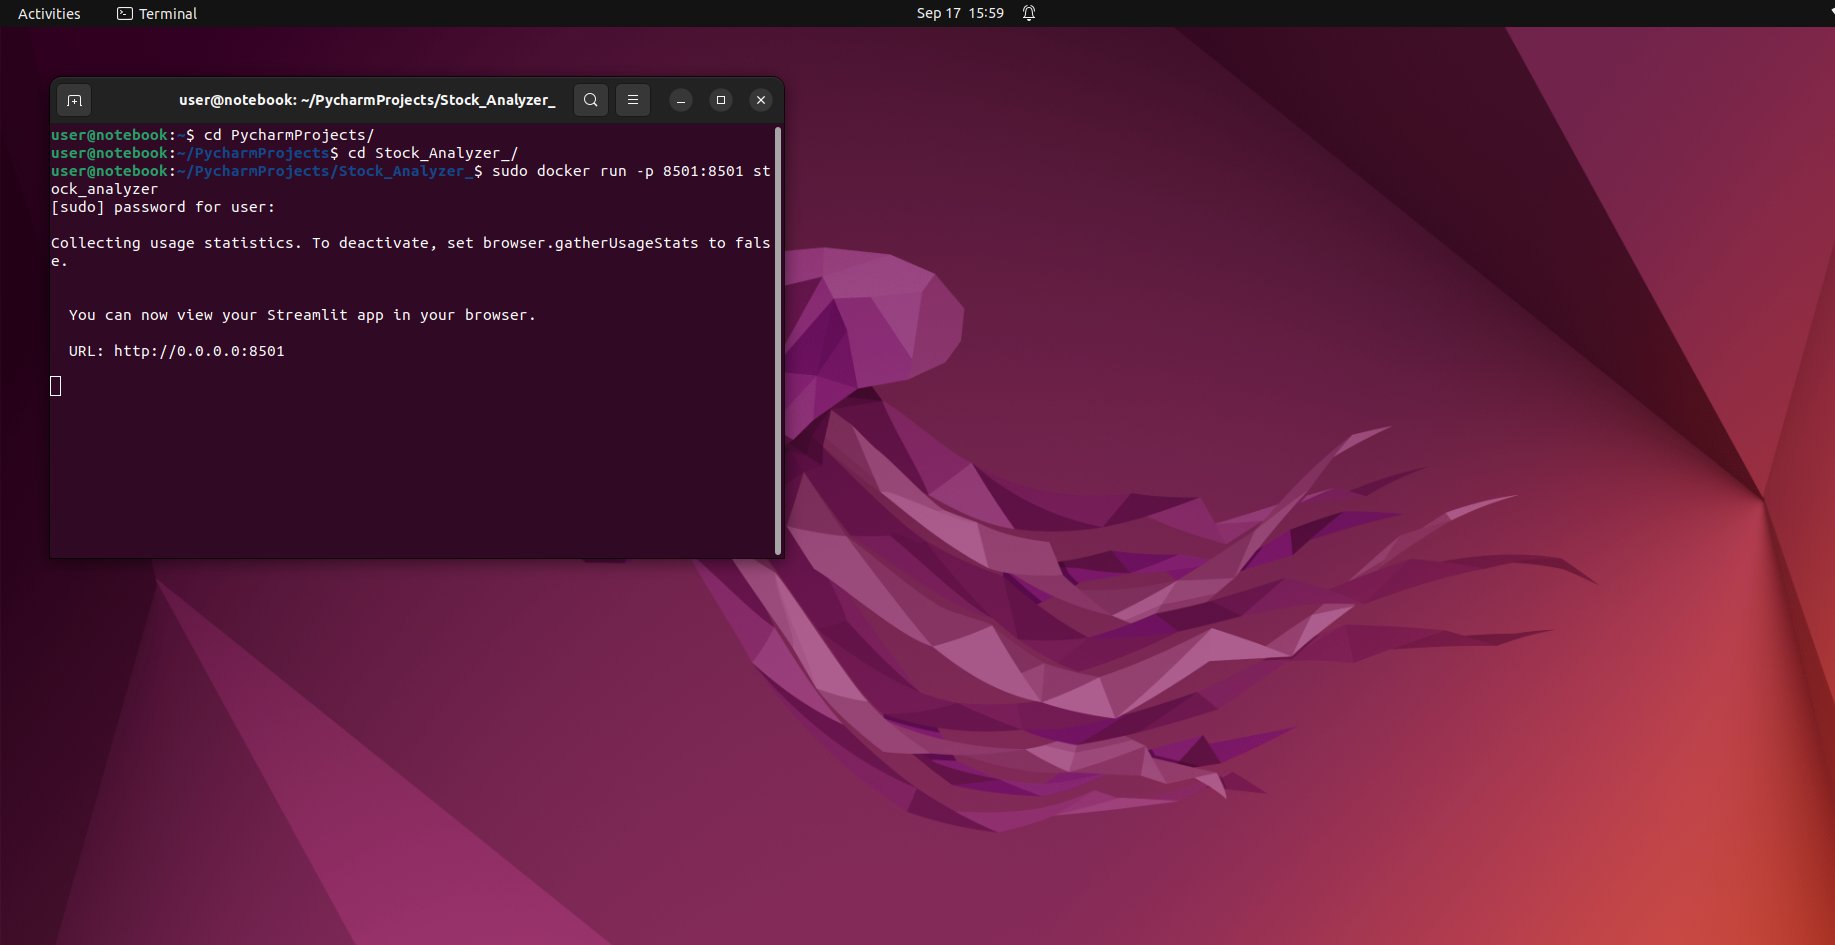 Activities Terminal Sep 17 15:59
user@notebook: ~/PycharmProjects/Stock_Analyzer_
user@notebook:~$ cd PycharmProjects/
user@notebook:~/PycharmProjects$ cd Stock_Analyzer_/
user@notebook:~/PycharmProjects/Stock_Analyzer_$ sudo docker run -p 8501:8501 st
ock_analyzer
[sudo] password for user:
Collecting usage statistics. To deactivate, set browser.gatherUsageStats to fals
e.
You can now view your Streamlit app in your browser.
URL: http://0.0.0.0:8501